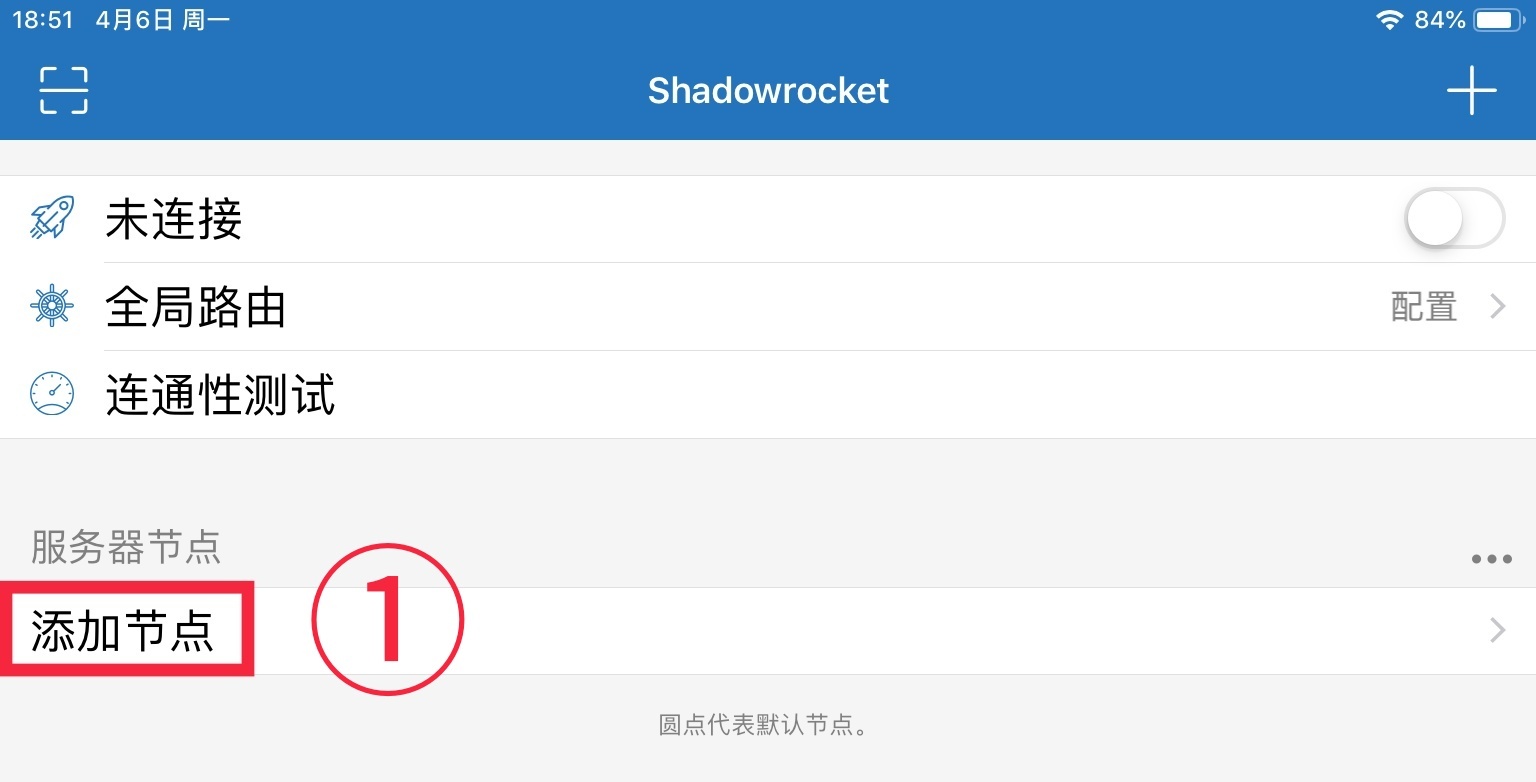 18:51 4月6日 周一 84%
Shadowrocket
未连接
全局路由 配置
连通性测试
服务器节点
添加节点 1
圆点代表默认节点。